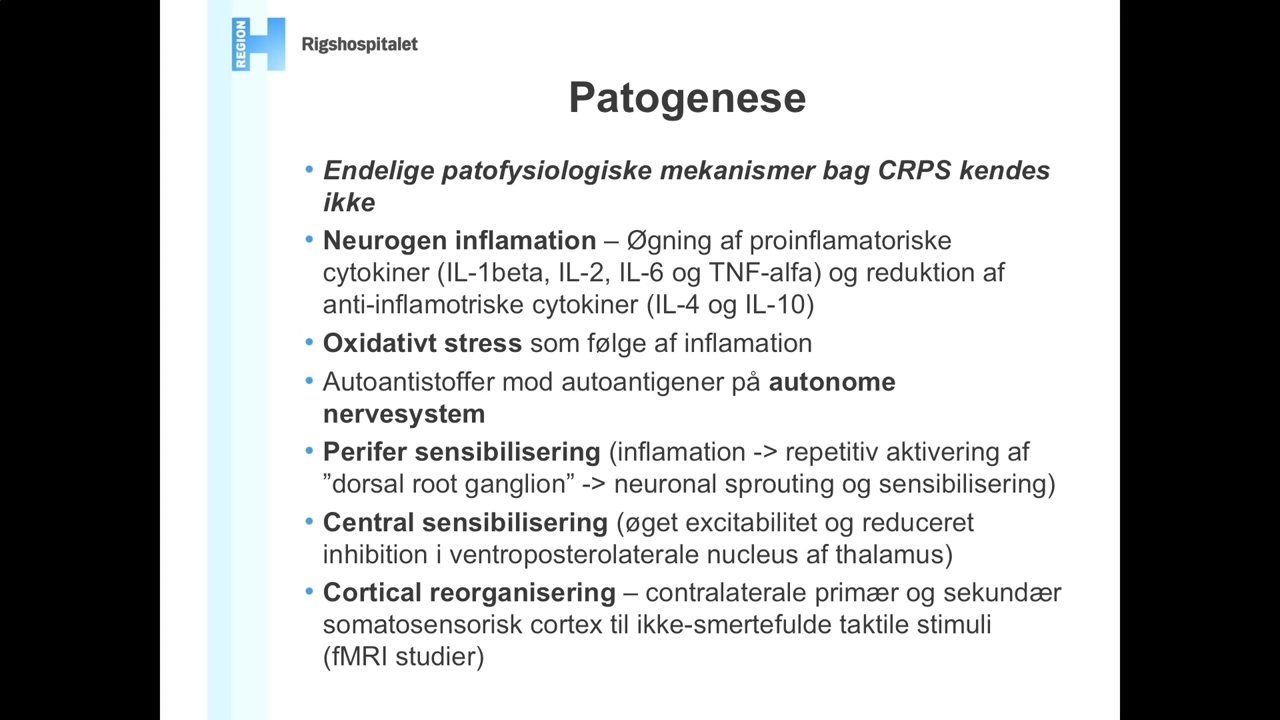 REGION
Rigshospitalet
Patogenese
• Endelige patofysiologiske mekanismer bag CRPS kendes
ikke
• Neurogen inflamation – Øgning af proinflamatoriske
cytokiner (IL-1beta, IL-2, IL-6 og TNF-alfa) og reduktion af
anti-inflamotriske cytokiner (IL-4 og IL-10)
• Oxidativt stress som følge af inflamation
• Autoantistoffer mod autoantigener på autonome
nervesystem
• Perifer sensibilisering (inflamation -> repetitiv aktivering af
”dorsal root ganglion” -> neuronal sprouting og sensibilisering)
• Central sensibilisering (øget excitabilitet og reduceret
inhibition i ventroposterolaterale nucleus af thalamus)
• Cortical reorganisering – contralaterale primær og sekundær
somatosensorisk cortex til ikke-smertefulde taktile stimuli
(fMRI studier)